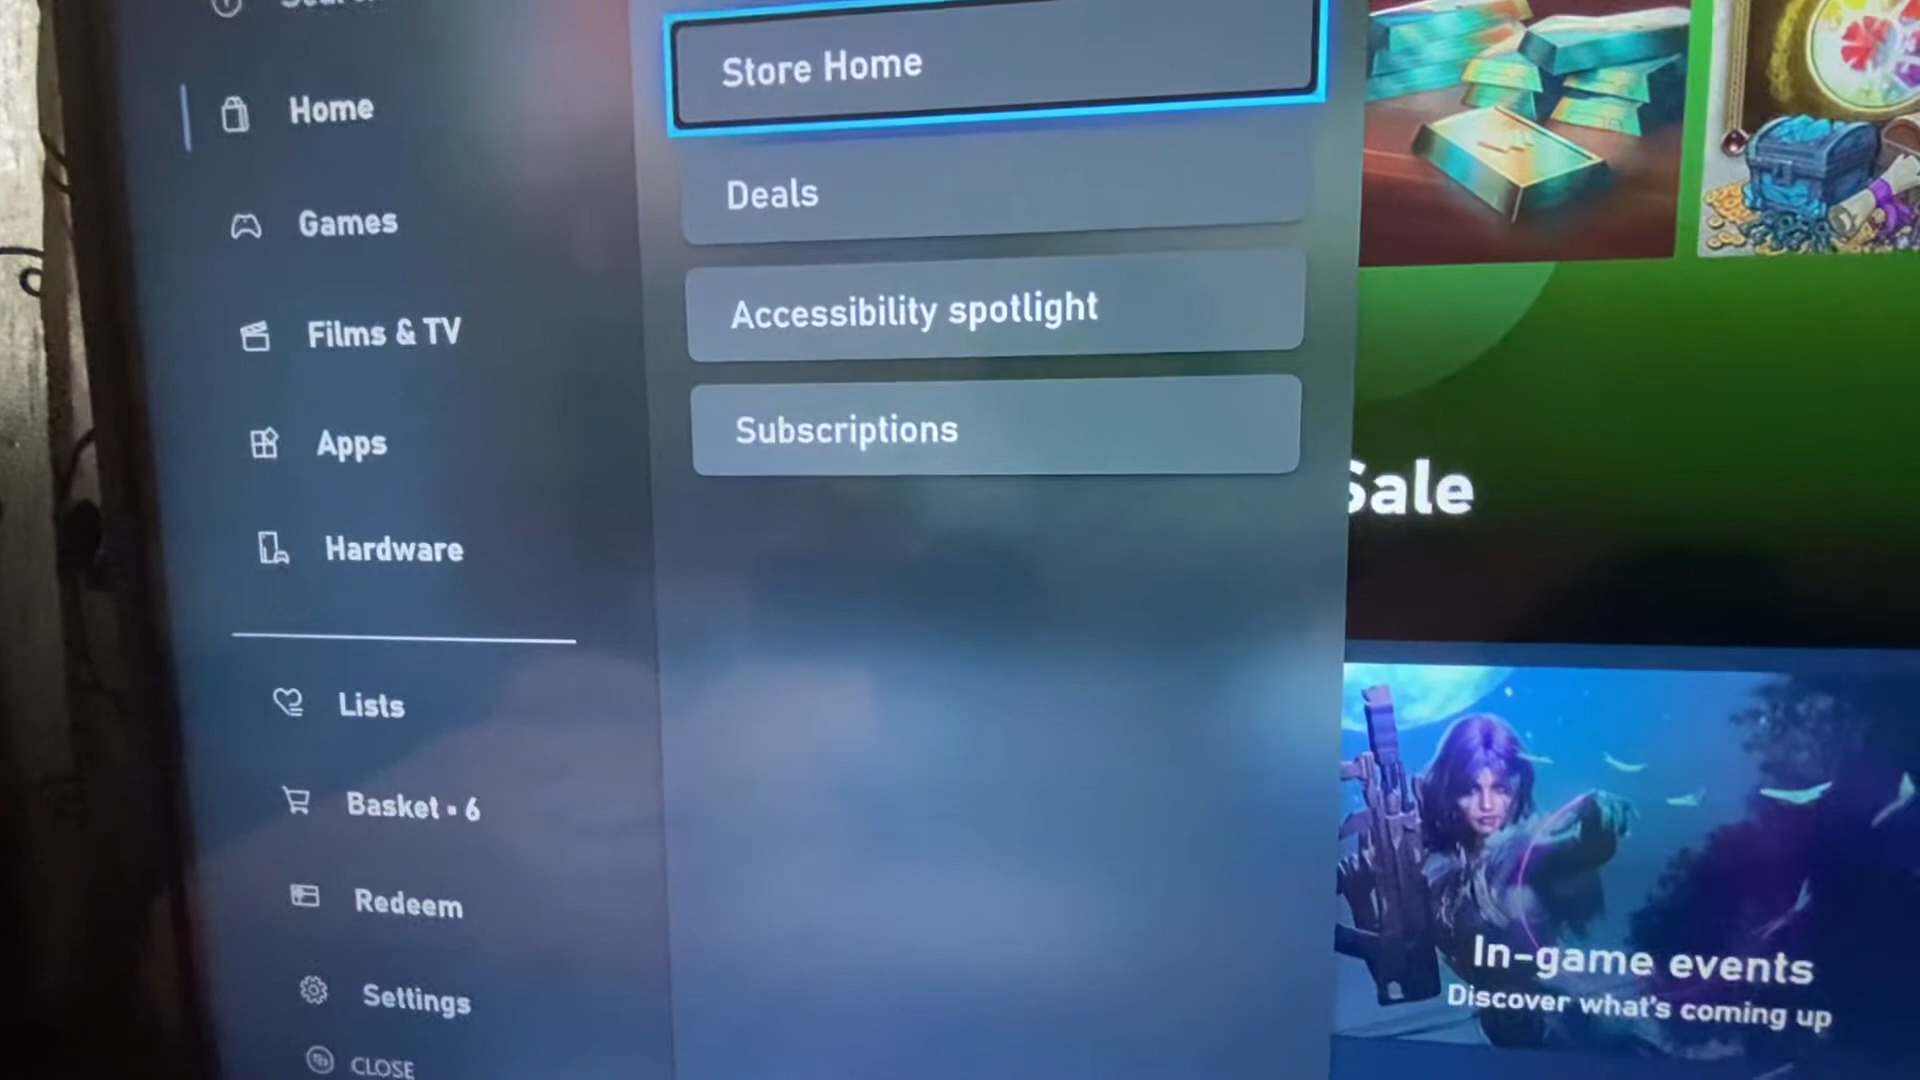 Home
Games
Films & TV
Apps
Hardware
Lists
Basket • 6
Redeem
Settings
CLOSE
Store Home
Deals
Accessibility spotlight
Subscriptions
Sale
In-game events
Discover what's coming up